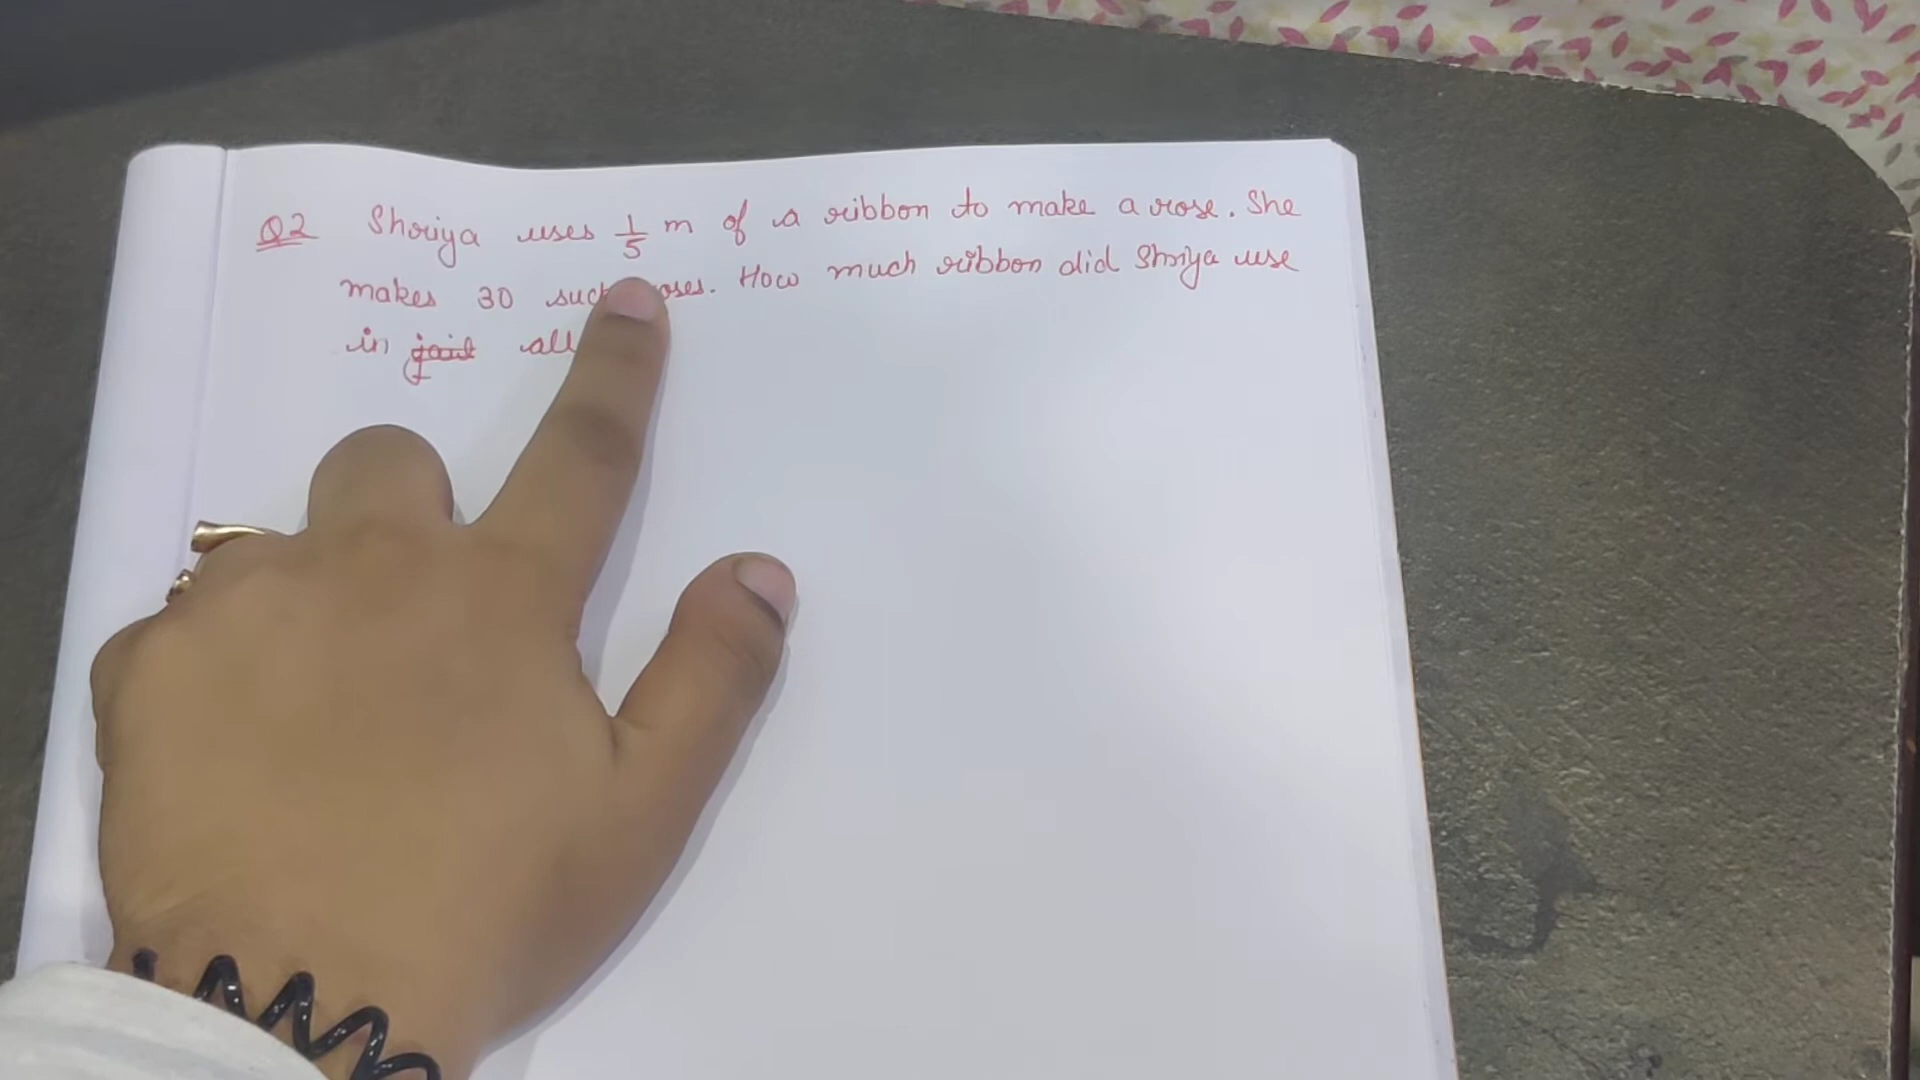 Q2 Shriya uses 1/5 m of a ribbon to make a rose. She
makes 30 such roses. How much ribbon did Shriya use
in all